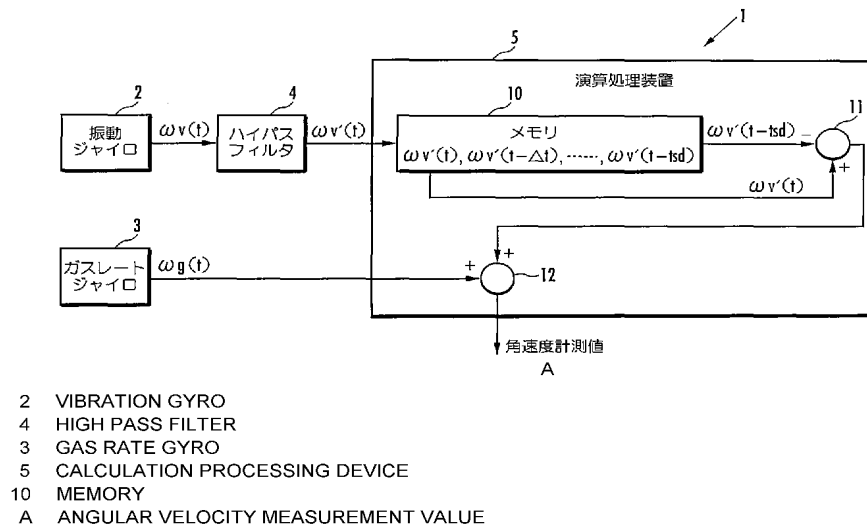 1
5
演算処理装置
2
振動
ジャイロ
ωv(t)
4
ハイパス
フィルタ
ωv′(t)
10
メモリ
ωv′(t), ωv′(t−Δt), ……, ωv′(t−tsd)
ωv′(t−tsd)
−
11
+
ωv′(t)
3
ガスレート
ジャイロ
ωg(t)
+
+
12
角速度計測値
A
2 VIBRATION GYRO
4 HIGH PASS FILTER
3 GAS RATE GYRO
5 CALCULATION PROCESSING DEVICE
10 MEMORY
A ANGULAR VELOCITY MEASUREMENT VALUE